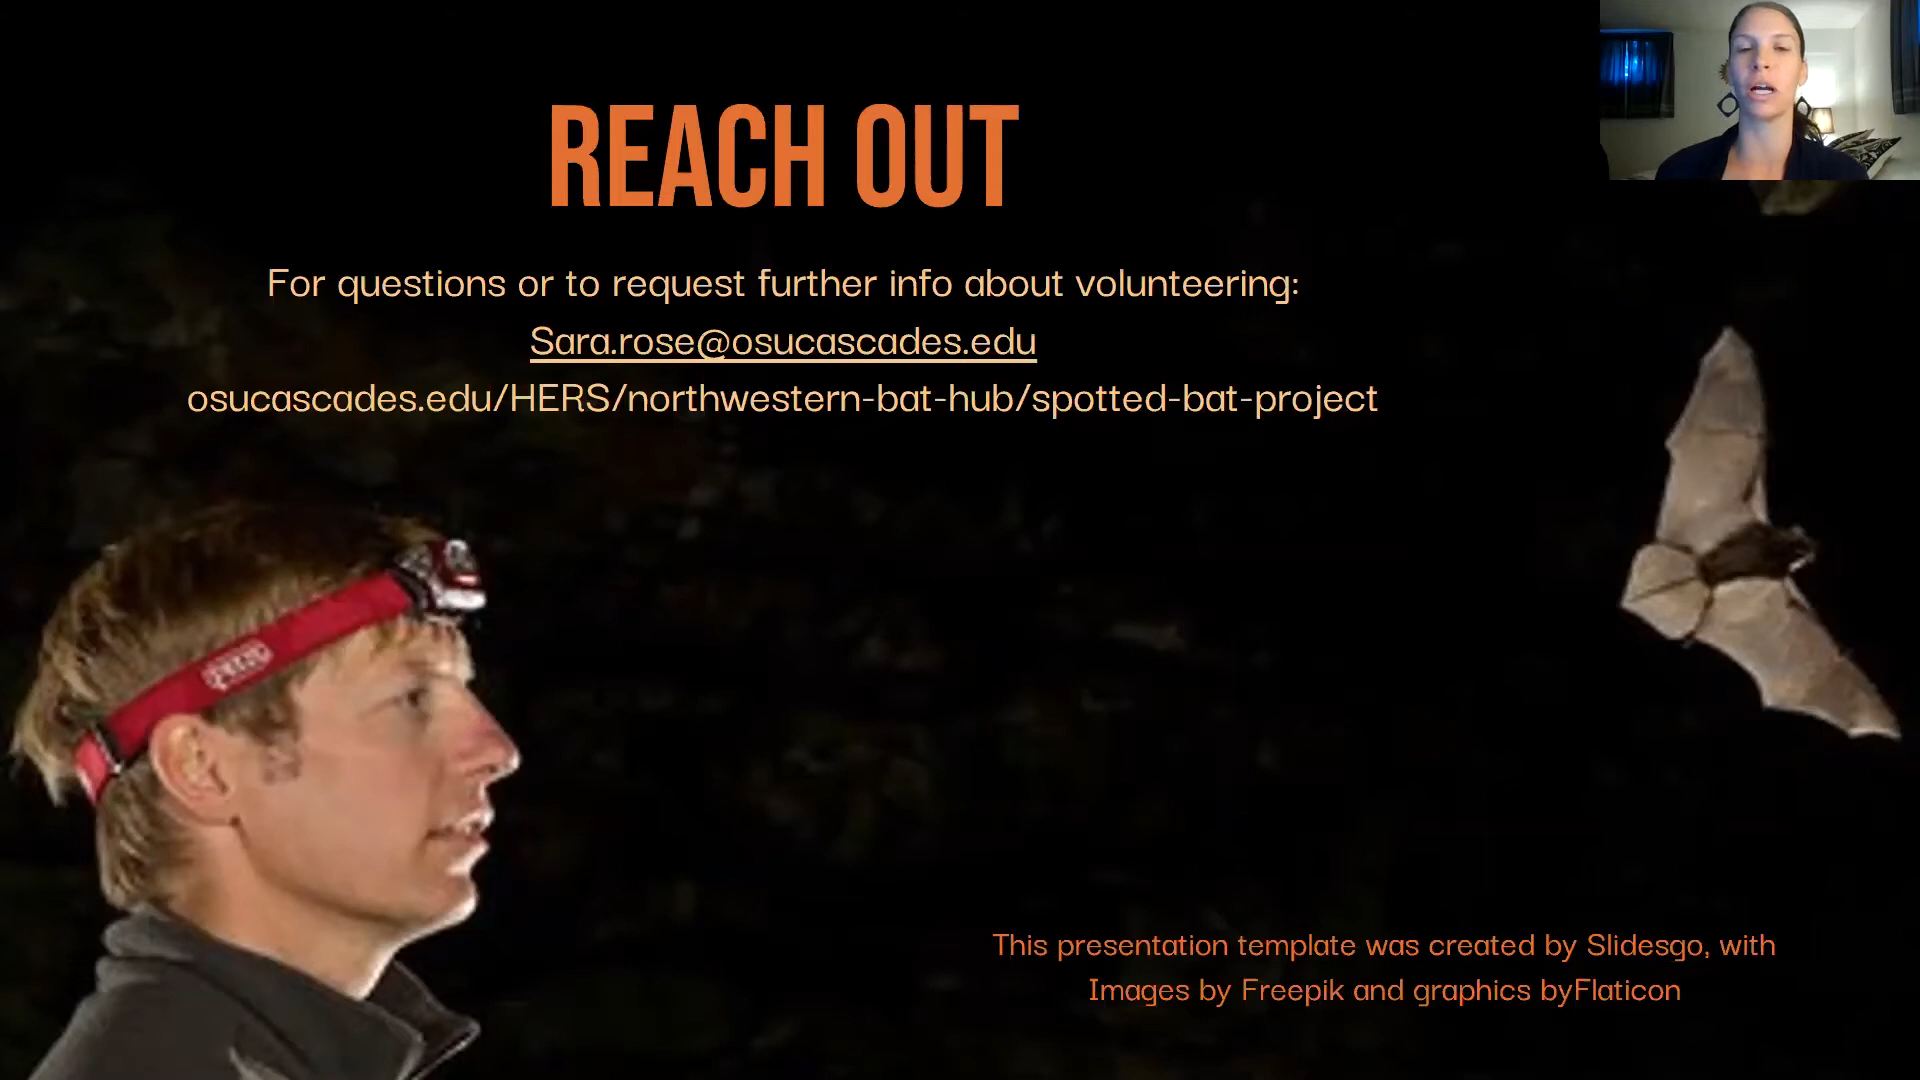 REACH OUT
For questions or to request further info about volunteering:
Sara.rose@osucascades.edu
osucascades.edu/HERS/northwestern-bat-hub/spotted-bat-project
PETZL
This presentation template was created by Slidesgo, with
Images by Freepik and graphics byFlaticon